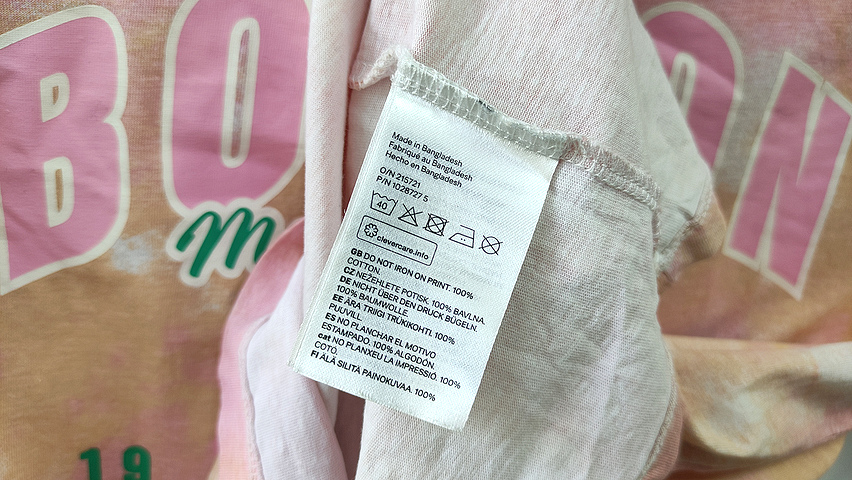 BO
ON
M
19
Made in Bangladesh
Fabriqué au Bangladesh
Hecho en Bangladesh
O/N 215721
P/N 1028727 5
40
clevercare.info
GB DO NOT IRON ON PRINT. 100%
COTTON.
CZ NEŽEHLETE POTISK. 100% BAVLNA.
DE NICHT ÜBER DEN DRUCK BÜGELN.
100% BAUMWOLLE.
EE ÄRA TRIIGI TRÜKIKOHTI. 100%
PUUVILL.
ES NO PLANCHAR EL MOTIVO
ESTAMPADO. 100% ALGODÓN.
cat NO PLANXEU LA IMPRESSIÓ. 100%
COTÓ.
FI ÄLÄ SILITÄ PAINOKUVAA. 100%